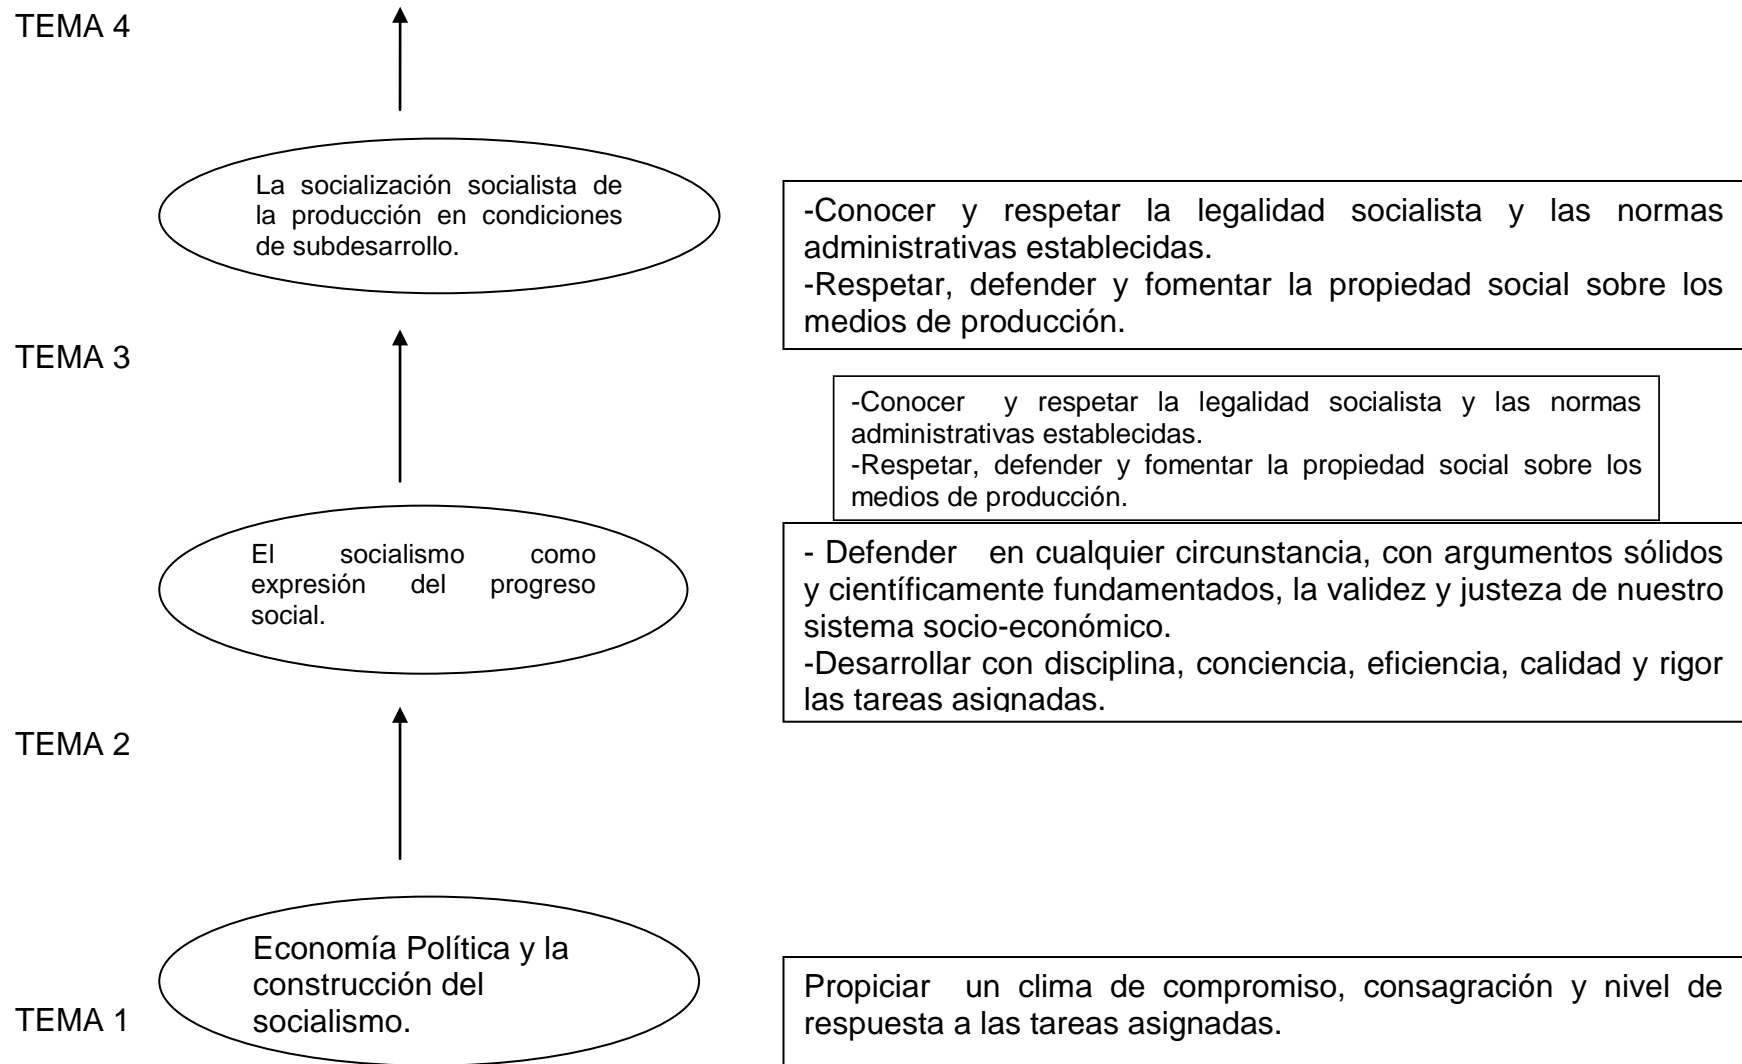 TEMA 4
La socialización socialista de
la producción en condiciones
de subdesarrollo.
-Conocer y respetar la legalidad socialista y las normas
administrativas establecidas.
-Respetar, defender y fomentar la propiedad social sobre los
medios de producción.
TEMA 3
-Conocer y respetar la legalidad socialista y las normas
administrativas establecidas.
-Respetar, defender y fomentar la propiedad social sobre los
medios de producción.
El socialismo como
expresión del progreso
social.
- Defender en cualquier circunstancia, con argumentos sólidos
y científicamente fundamentados, la validez y justeza de nuestro
sistema socio-económico.
-Desarrollar con disciplina, conciencia, eficiencia, calidad y rigor
las tareas asignadas.
TEMA 2
Economía Política y la
construcción del
socialismo.
TEMA 1
Propiciar un clima de compromiso, consagración y nivel de
respuesta a las tareas asignadas.